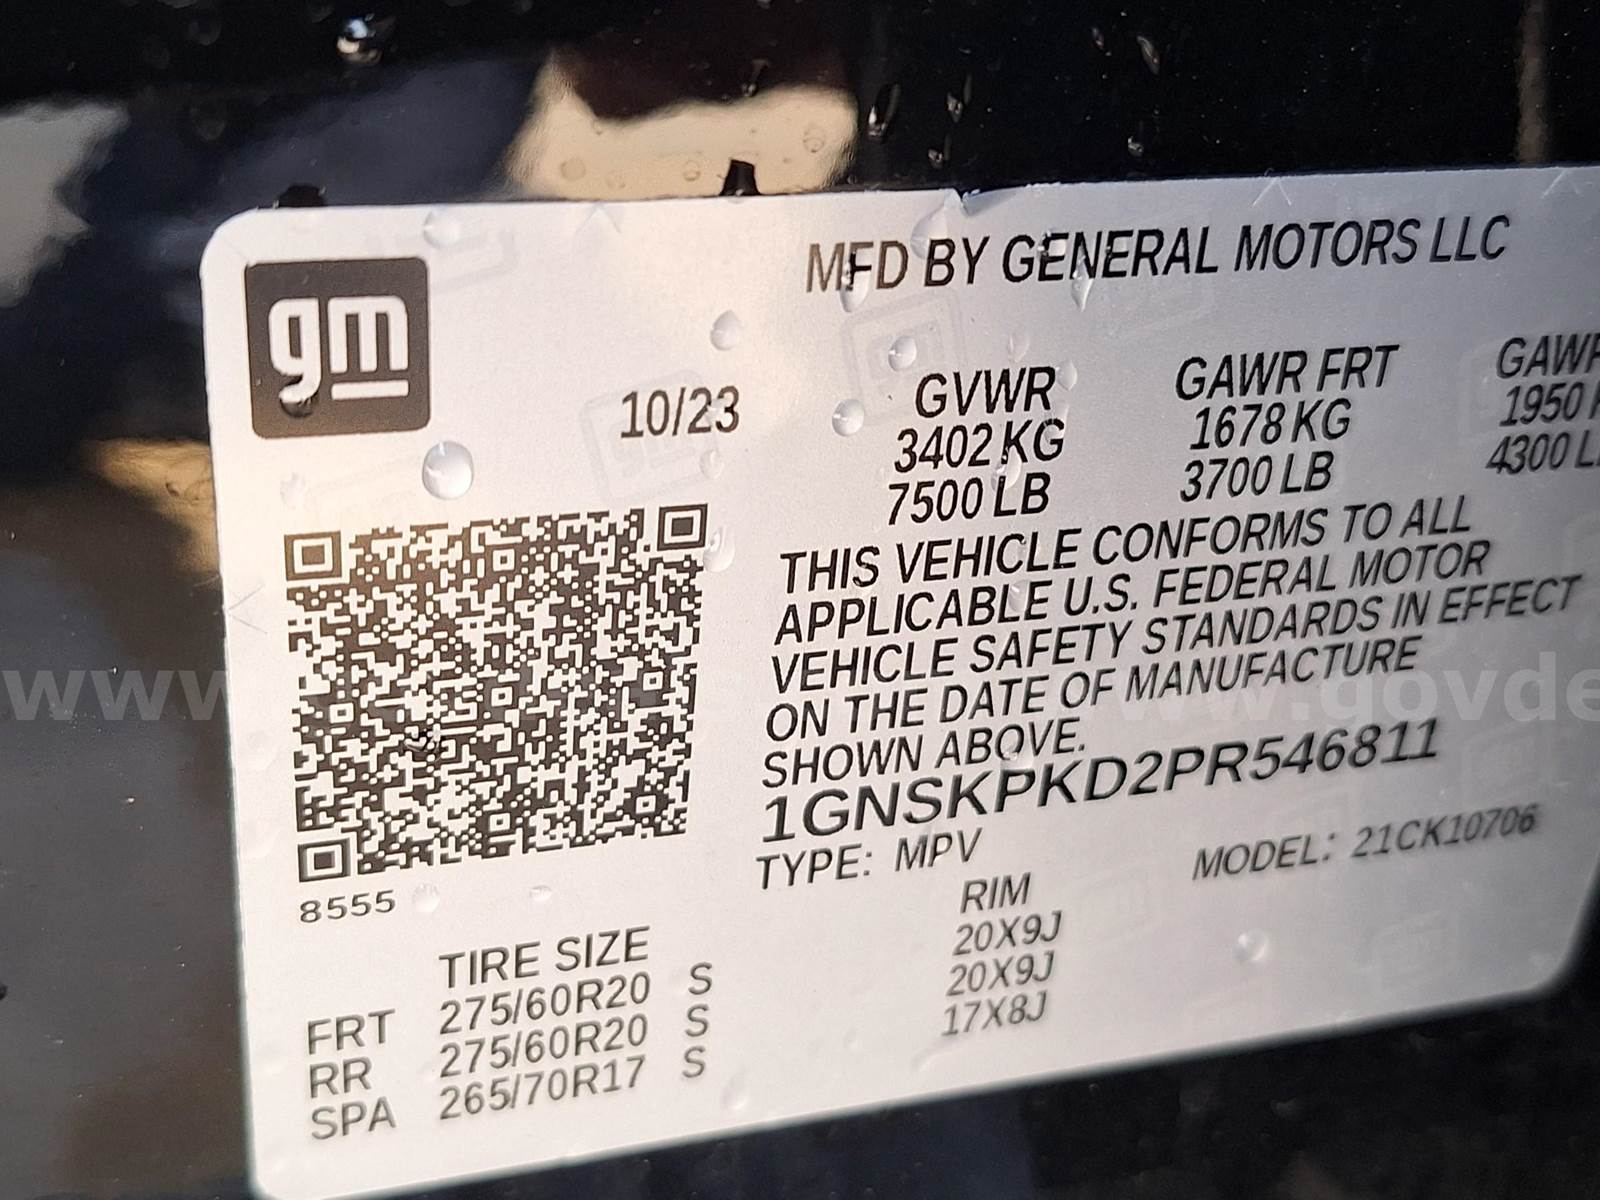 gm
MFD BY GENERAL MOTORS LLC
10/23
GVWR GAWR FRT GAWR
3402 KG 1678 KG 1950
7500 LB 3700 LB 4300
THIS VEHICLE CONFORMS TO ALL
APPLICABLE U.S. FEDERAL MOTOR
VEHICLE SAFETY STANDARDS IN EFFECT
ON THE DATE OF MANUFACTURE
SHOWN ABOVE.
1GNSKPKD2PR546811
TYPE: MPV MODEL: 21CK10706
8555
TIRE SIZE RIM
FRT 275/60R20 S 20X9J
RR 275/60R20 S 20X9J
SPA 265/70R17 S 17X8J